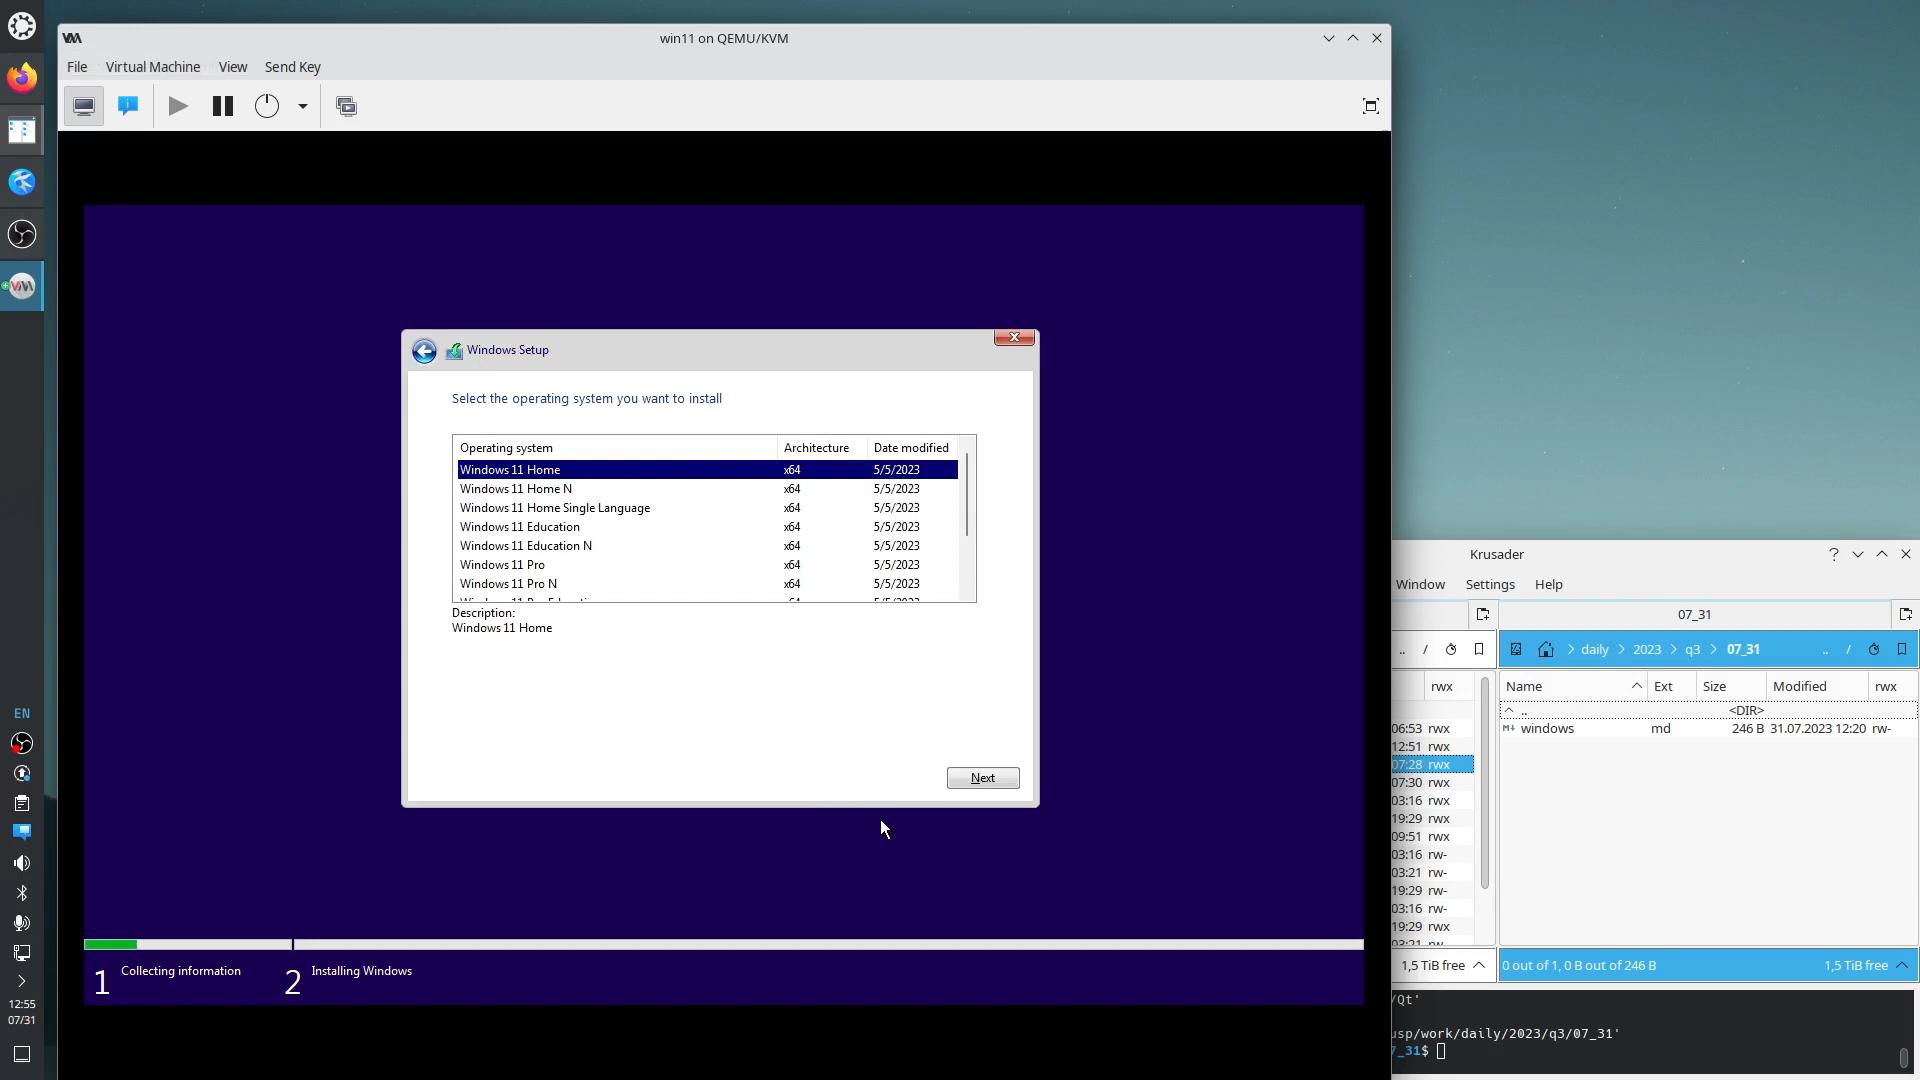 win11 on QEMU/KVM
File Virtual Machine View Send Key
Windows Setup
Select the operating system you want to install
Operating system Architecture Date modified
Windows 11 Home x64 5/5/2023
Windows 11 Home N x64 5/5/2023
Windows 11 Home Single Language x64 5/5/2023
Windows 11 Education x64 5/5/2023
Windows 11 Education N x64 5/5/2023
Windows 11 Pro x64 5/5/2023
Windows 11 Pro N x64 5/5/2023
Description:
Windows 11 Home
Next
1 Collecting information 2 Installing Windows
Krusader
Window Settings Help
07_31
.. / daily 2023 q3 07_31 .. /
rwx Name Ext Size Modified rwx
.. <DIR>
06:53 rwx windows md 246 B 31.07.2023 12:20 rw-
12:51 rwx
07:28 rwx
07:30 rwx
03:16 rwx
19:29 rwx
09:51 rwx
03:16 rw-
03:21 rw-
19:29 rw-
03:16 rw-
19:29 rwx
1,5 TiB free 0 out of 1, 0 B out of 246 B 1,5 TiB free
/Qt'
usp/work/daily/2023/q3/07_31'
7_31$
EN
12:55
07/31